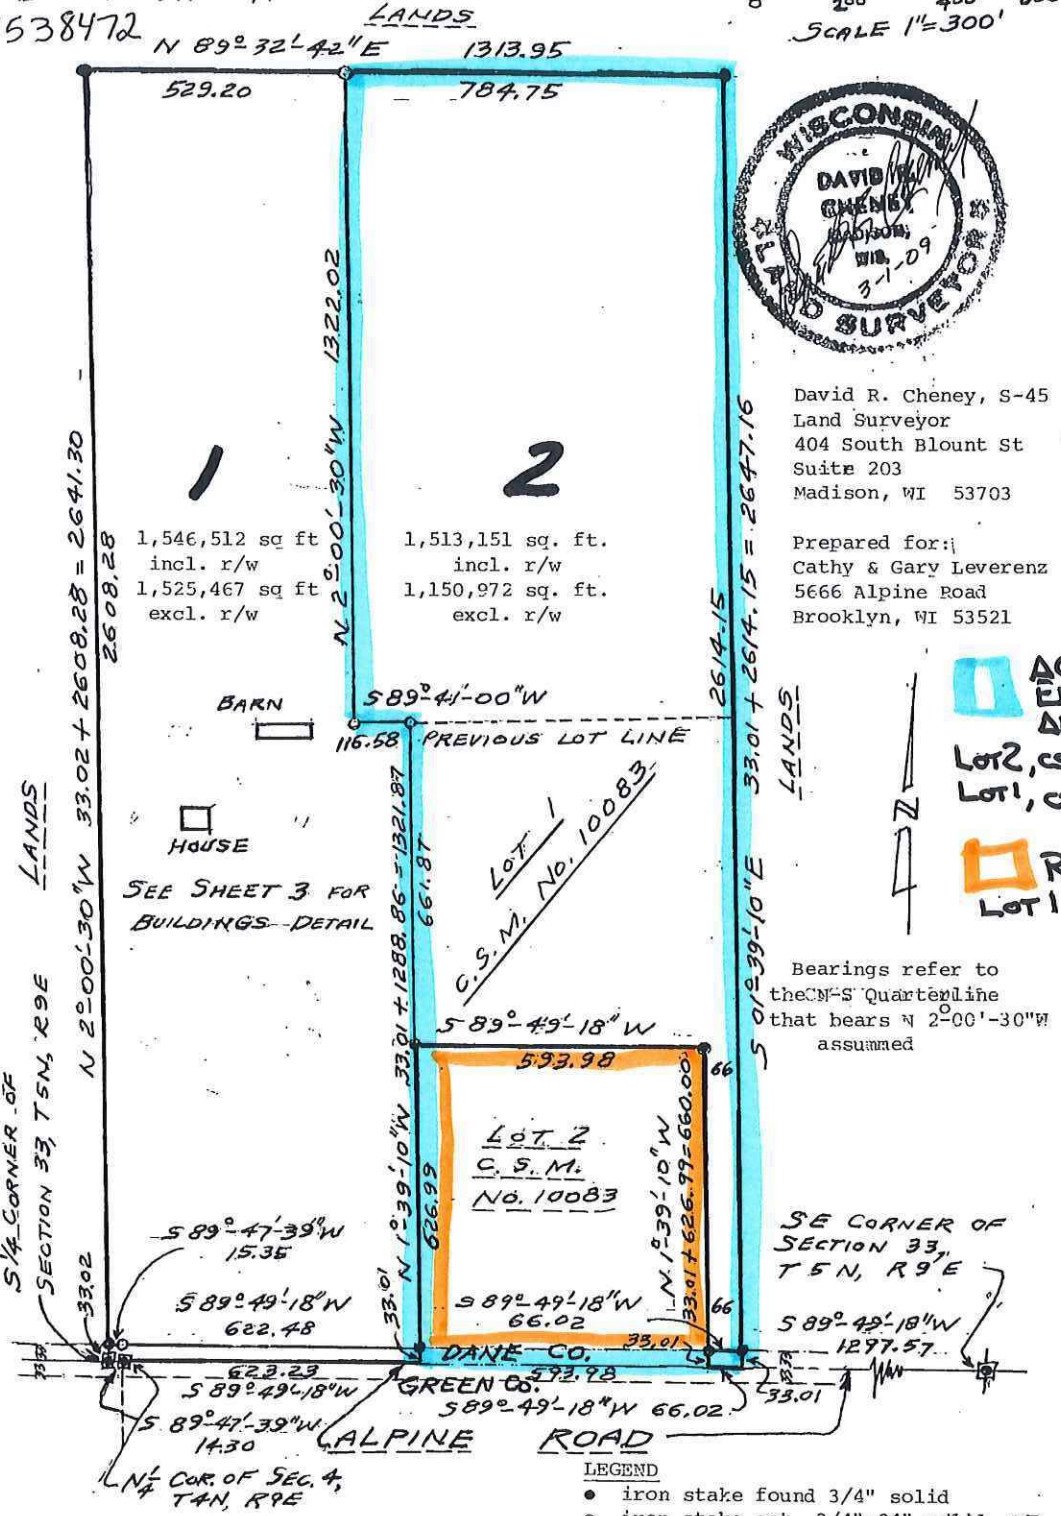 538472
LANDS
0 200 400
SCALE 1"=300'
N 89°-32'-42"E 1313.95
529.20
784.75
WISCONSIN
LAND SURVEYOR
DAVID R.
CHENEY
MADISON,
WIS.
3-1-09
David R. Cheney, S-45
Land Surveyor
404 South Blount St
Suite 203
Madison, WI 53703
Prepared for:
Cathy & Gary Leverenz
5666 Alpine Road
Brooklyn, WI 53521
1
1,546,512 sq ft
incl. r/w
1,525,467 sq ft
excl. r/w
2
1,513,151 sq. ft.
incl. r/w
1,150,972 sq. ft.
excl. r/w
N 2°-00'-30"W 1322.02
N 2°-00'-30"W 33.02 + 2608.28 = 2641.30
2608.28
2614.15
S 01°-39'-10"E 33.01 + 2614.15 = 2647.16
LANDS
LANDS
BARN
HOUSE
SEE SHEET 3 FOR
BUILDINGS DETAIL
S 89°-41'-00"W
116.58
PREVIOUS LOT LINE
LOT 1
C.S.M. No. 10083
N 1°-39'-10"W 33.01 + 1288.86 = 1321.87
661.87
626.99
33.01
LOT 2, CS
LOT 1, C
R
LOT 1
N
Bearings refer to
the N-S Quarterline
that bears N 2°-00'-30"W
assummed
S 89°-49'-18"W
593.98
66
LOT 2
C.S.M.
No. 10083
N 1°-39'-10"W
33.01 + 626.99 = 660.00
66
S 1/4 CORNER OF
SECTION 33, T5N, R9E
33.02
S 89°-47'-39"W
15.35
S 89°-49'-18"W
622.48
S 89°-49'-18"W
66.02
33.01
SE CORNER OF
SECTION 33,
T5N, R9E
S 89°-49'-18"W
1297.57
DANE CO.
GREEN CO.
623.23
S 89°-49'-18"W
593.98
S 89°-49'-18"W 66.02
33.01
S 89°-47'-39"W
14.30
ALPINE ROAD
N 1/4 COR. OF SEC. 4,
T4N, R9E
LEGEND
● iron stake found 3/4" solid